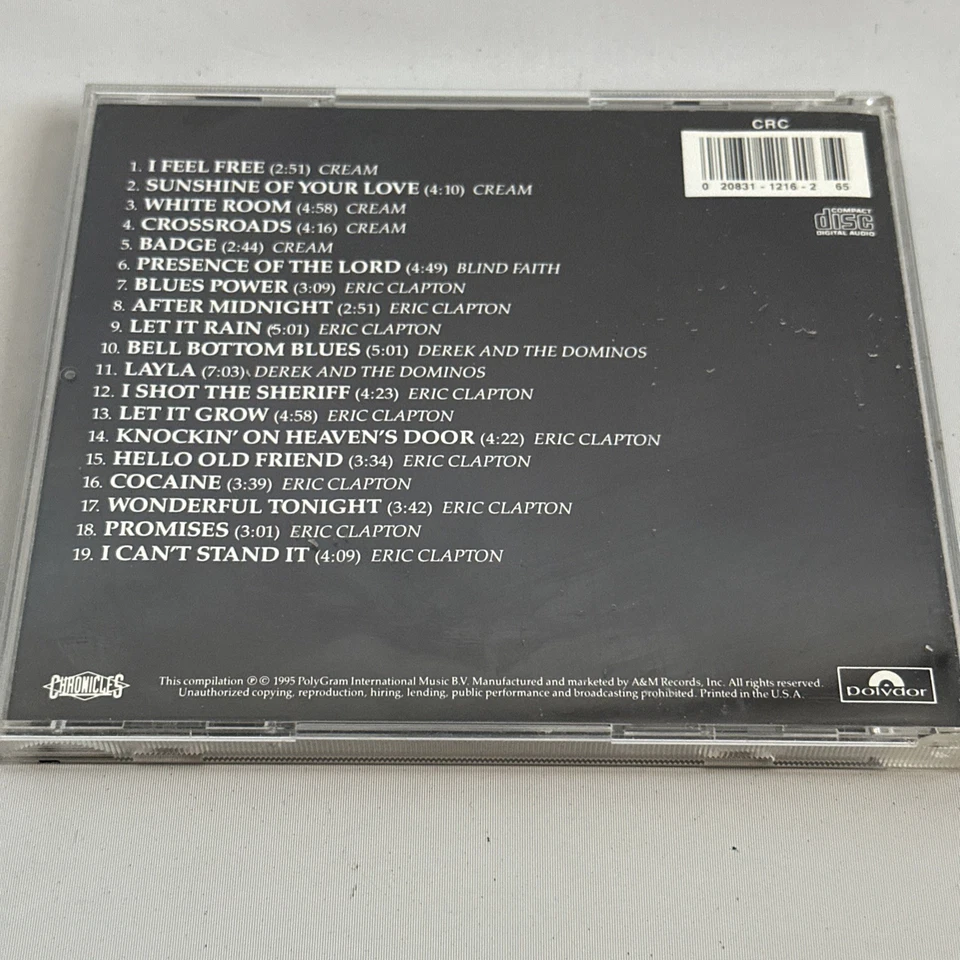 CRC
0 20831-1216-2 65
COMPACT
disc
DIGITAL AUDIO
1. I FEEL FREE (2:51) CREAM
2. SUNSHINE OF YOUR LOVE (4:10) CREAM
3. WHITE ROOM (4:58) CREAM
4. CROSSROADS (4:16) CREAM
5. BADGE (2:44) CREAM
6. PRESENCE OF THE LORD (4:49) BLIND FAITH
7. BLUES POWER (3:09) ERIC CLAPTON
8. AFTER MIDNIGHT (2:51) ERIC CLAPTON
9. LET IT RAIN (5:01) ERIC CLAPTON
10. BELL BOTTOM BLUES (5:01) DEREK AND THE DOMINOS
11. LAYLA (7:03) DEREK AND THE DOMINOS
12. I SHOT THE SHERIFF (4:23) ERIC CLAPTON
13. LET IT GROW (4:58) ERIC CLAPTON
14. KNOCKIN' ON HEAVEN'S DOOR (4:22) ERIC CLAPTON
15. HELLO OLD FRIEND (3:34) ERIC CLAPTON
16. COCAINE (3:39) ERIC CLAPTON
17. WONDERFUL TONIGHT (3:42) ERIC CLAPTON
18. PROMISES (3:01) ERIC CLAPTON
19. I CAN'T STAND IT (4:09) ERIC CLAPTON
CHRONICLES
This compilation ℗ © 1995 PolyGram International Music B.V. Manufactured and marketed by A&M Records, Inc. All rights reserved.
Unauthorized copying, reproduction, hiring, lending, public performance and broadcasting prohibited. Printed in the U.S.A.
polydor